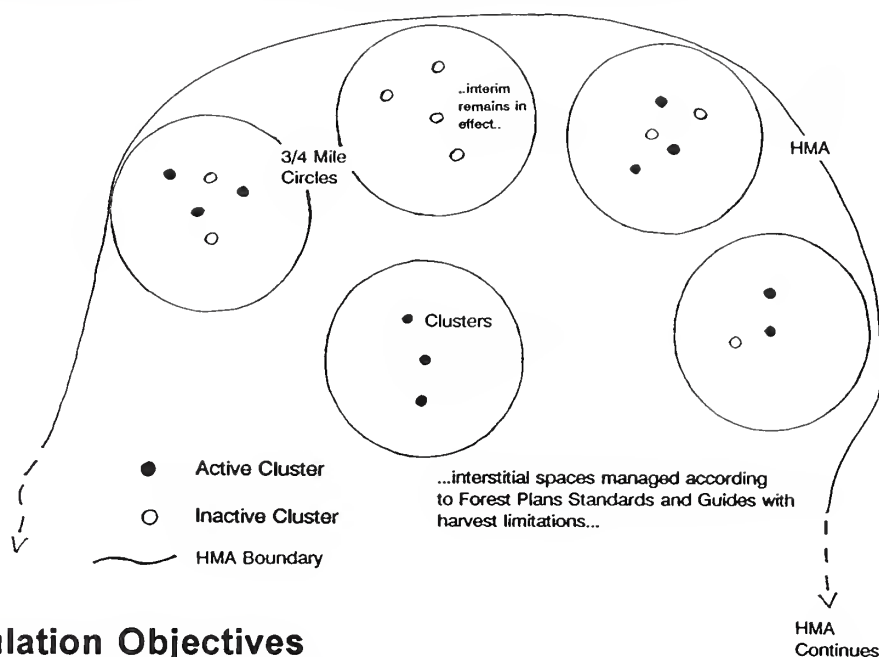 ..interim
remains in
effect..
3/4 Mile
Circles
HMA
Clusters
Active Cluster
Inactive Cluster
HMA Boundary
...interstitial spaces managed according
to Forest Plans Standards and Guides with
harvest limitations...
HMA
Continues
Objectives